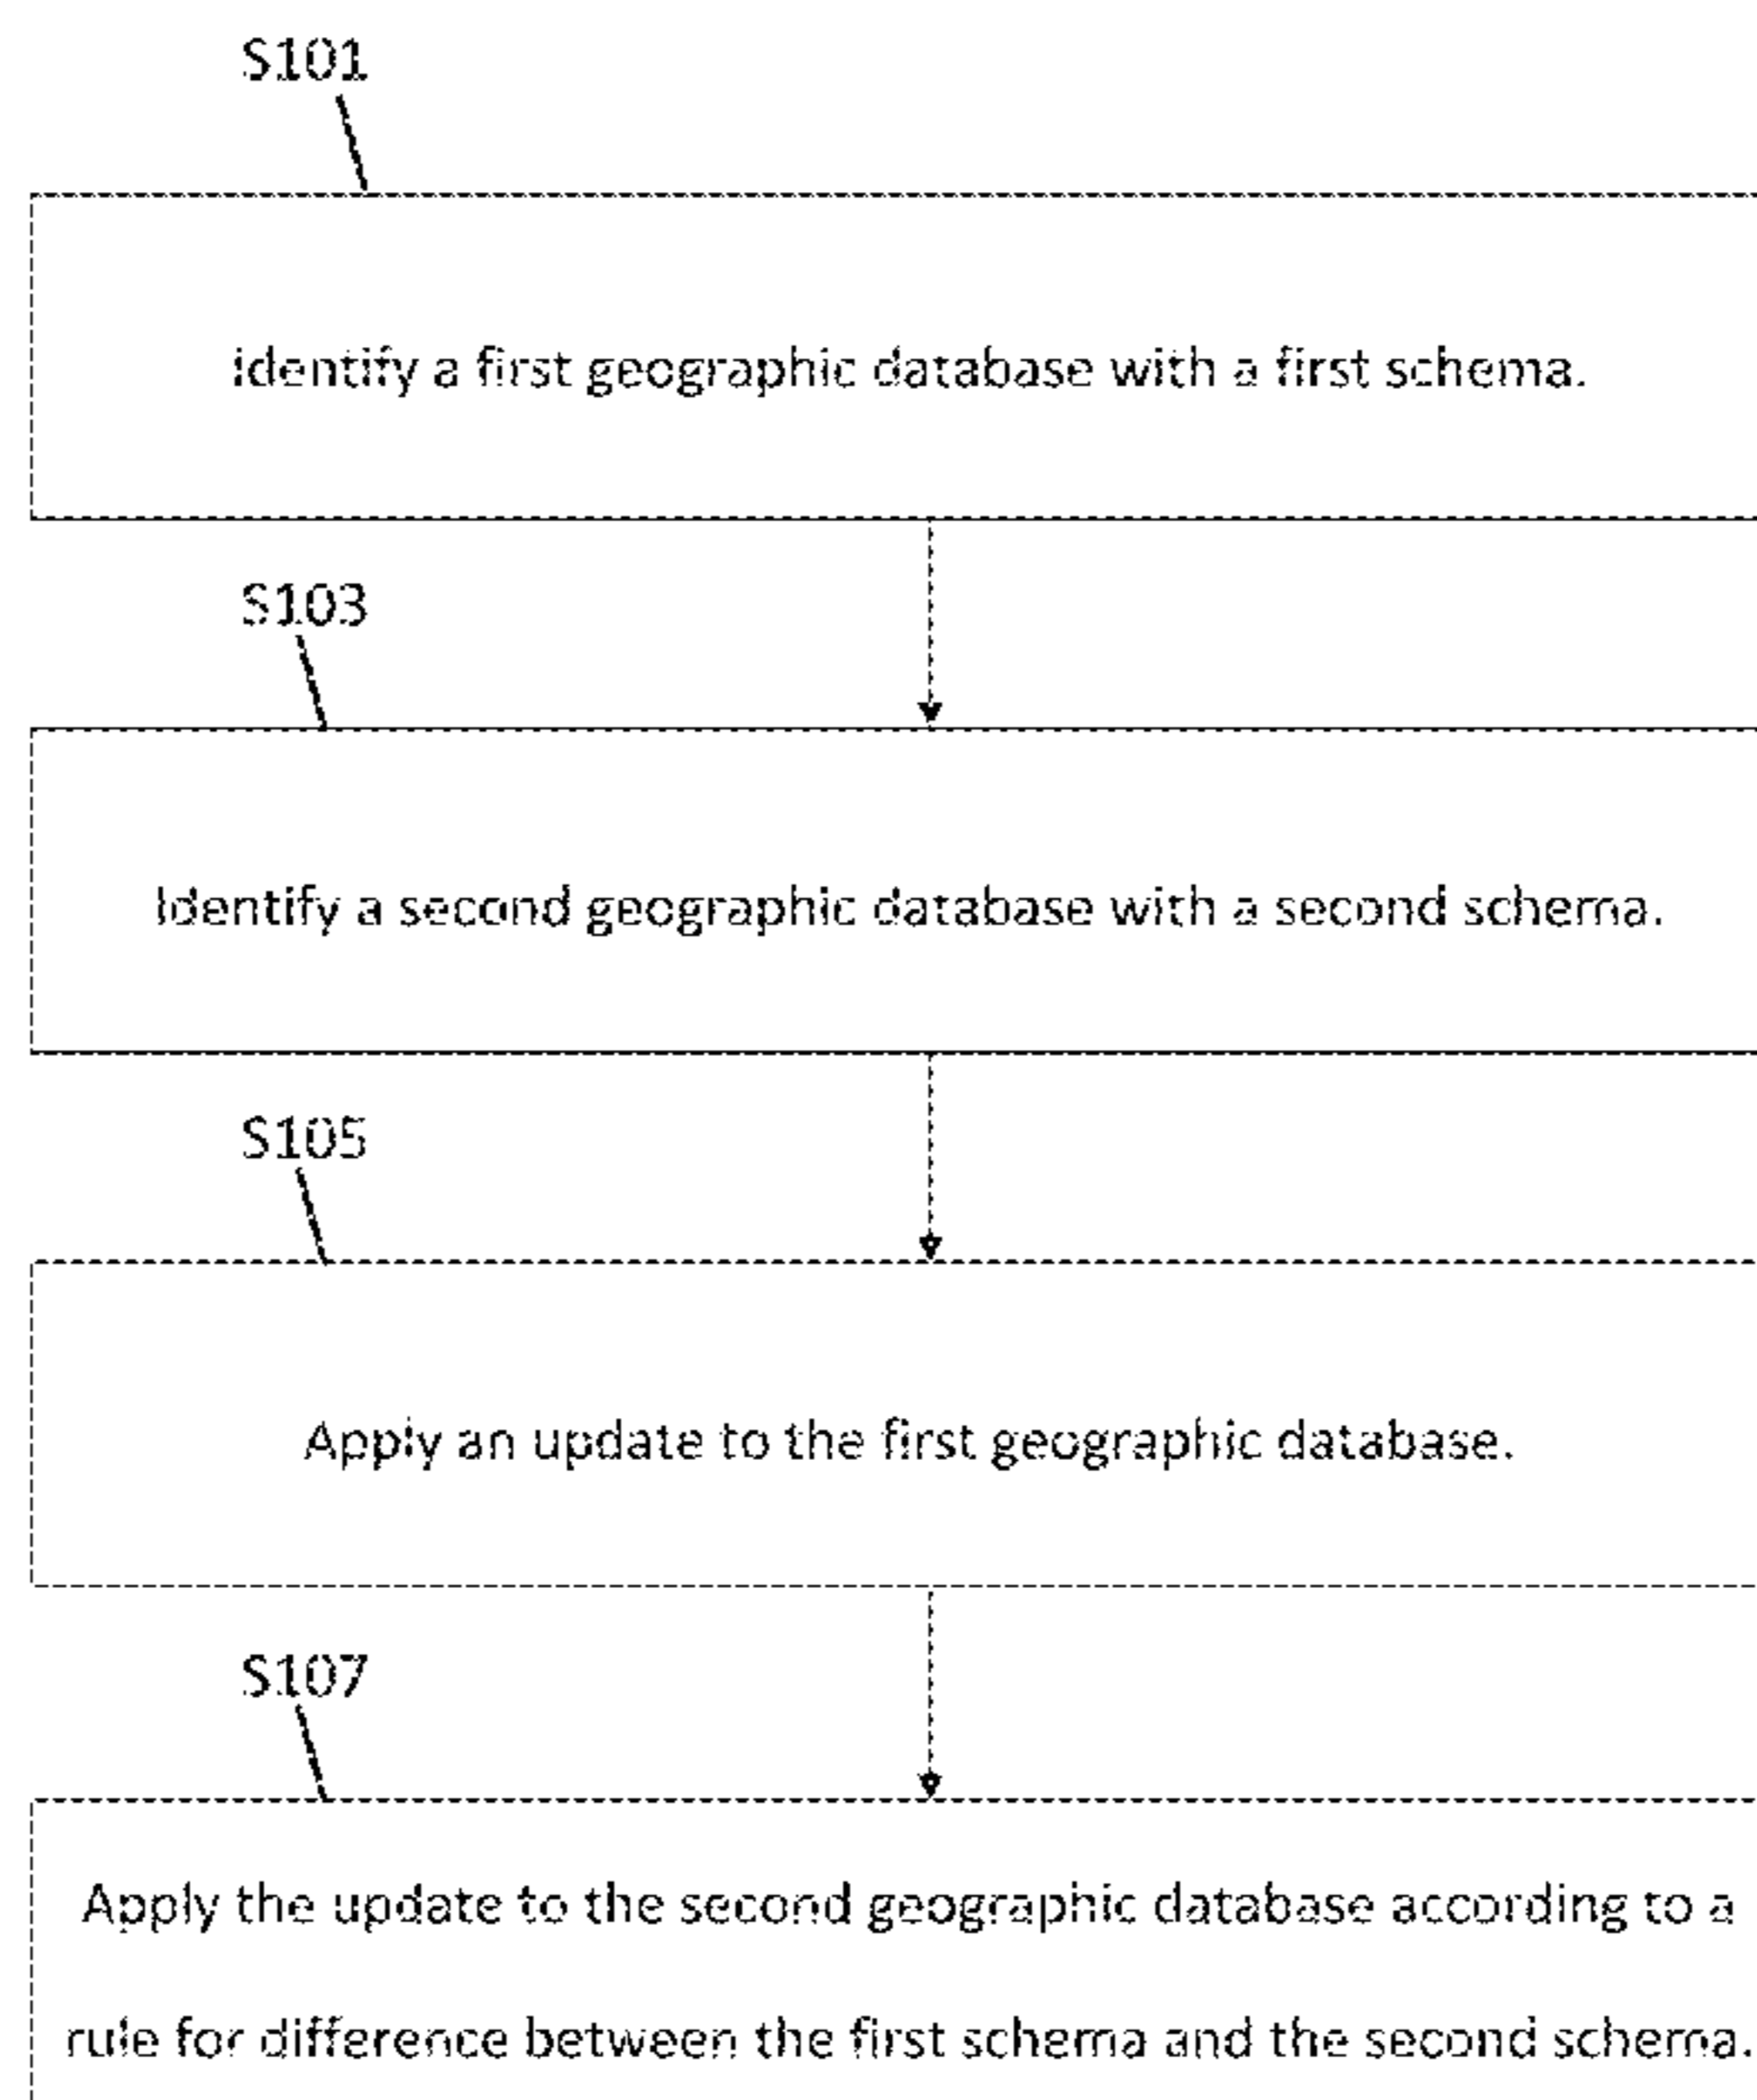 S101
Identify a first geographic database with a first schema.
S103
Identify a second geographic database with a second schema.
S105
Apply an update to the first geographic database.
S107
Apply the update to the second geographic database according to a
rule for difference between the first schema and the second schema.